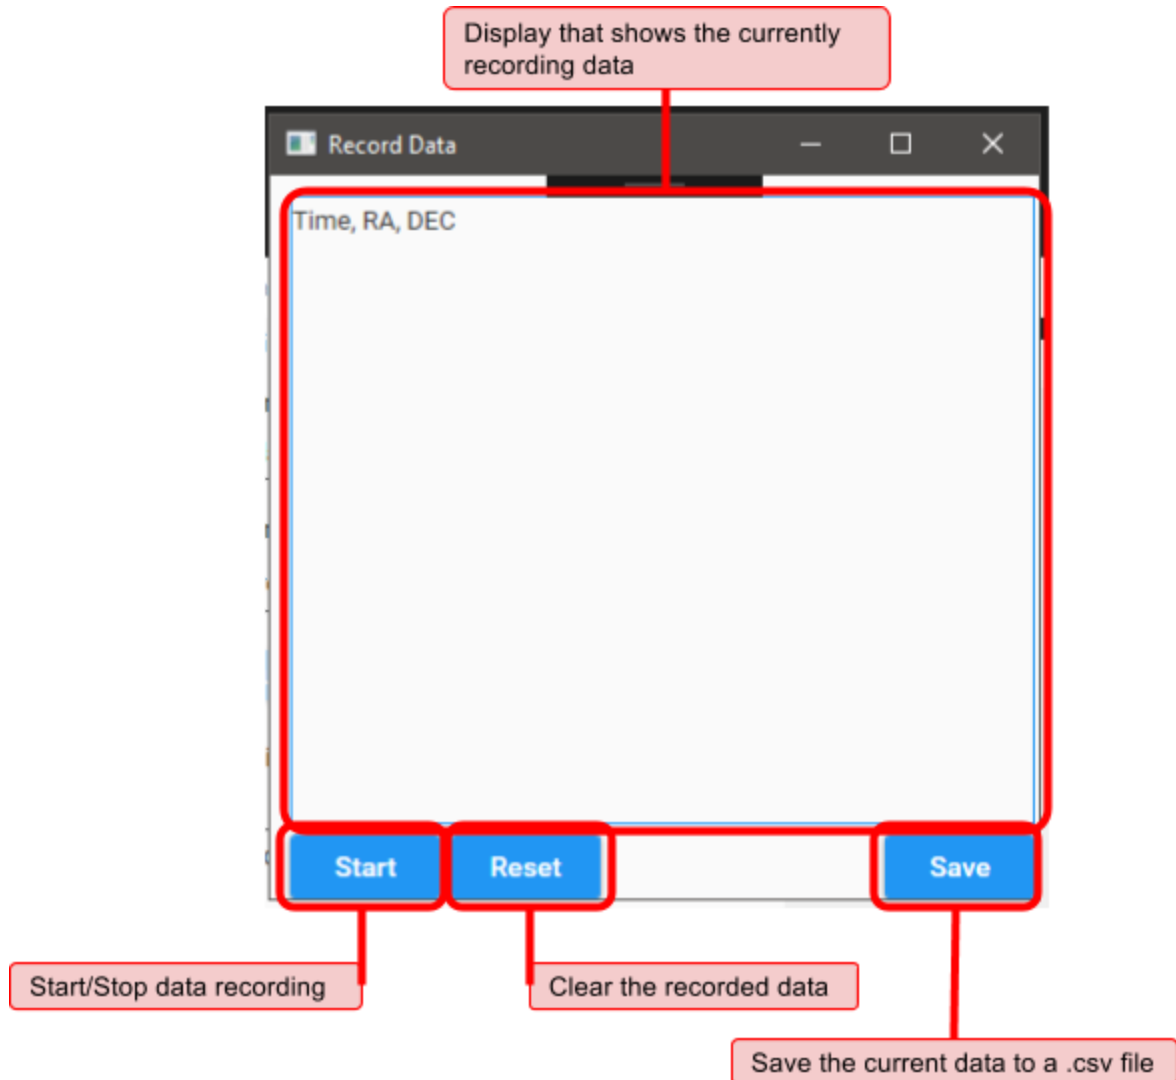 Display that shows the currently
recording data
Record Data
Time, RA, DEC
Start
Reset
Save
Start/Stop data recording
Clear the recorded data
Save the current data to a .csv file